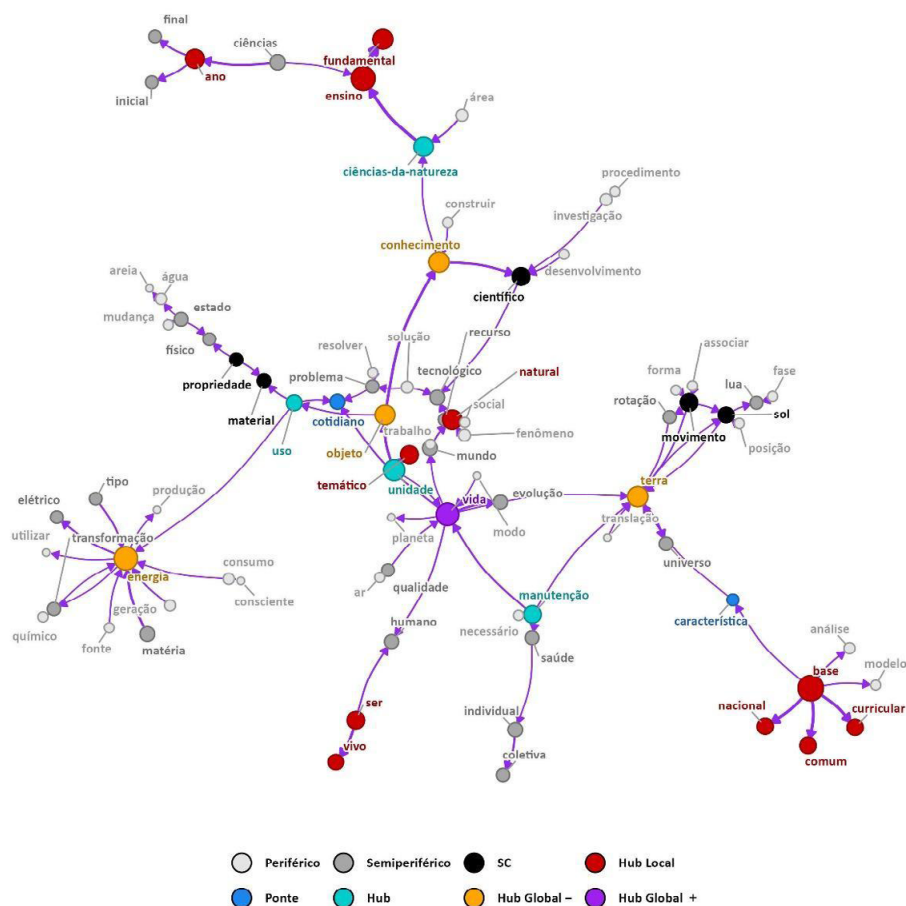 final
ciências
ano
inicial
fundamental
ensino
área
ciências-da-natureza
procedimento
construir
investigação
conhecimento
desenvolvimento
científico
areia
água
estado
mudança
físico
propriedade
material
uso
resolver
solução
recurso
problema
tecnológico
natural
social
cotidiano
trabalho
fenômeno
objeto
mundo
temático
unidade
associar
forma
lua
fase
rotação
sol
movimento
posição
terra
vida
evolução
translação
modo
planeta
universo
elétrico
tipo
produção
utilizar
transformação
energia
consumo
consciente
geração
químico
fonte
matéria
ar
qualidade
manutenção
humano
necessário
saúde
característica
análise
base
modelo
ser
individual
nacional
curricular
vivo
coletiva
comum
Periférico Semiperiférico SC Hub Local
Ponte Hub Hub Global – Hub Global +